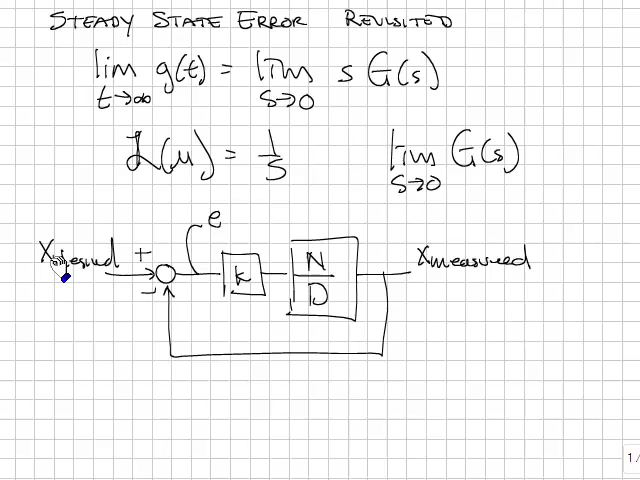 STEADY STATE ERROR REVISITED
lim g(t) = lim s G(s)
t→∞ s→0
L(μ) = 1/s lim G(s)
s→0
e
Xdesired + Xmeasured
K N
D
−
1/